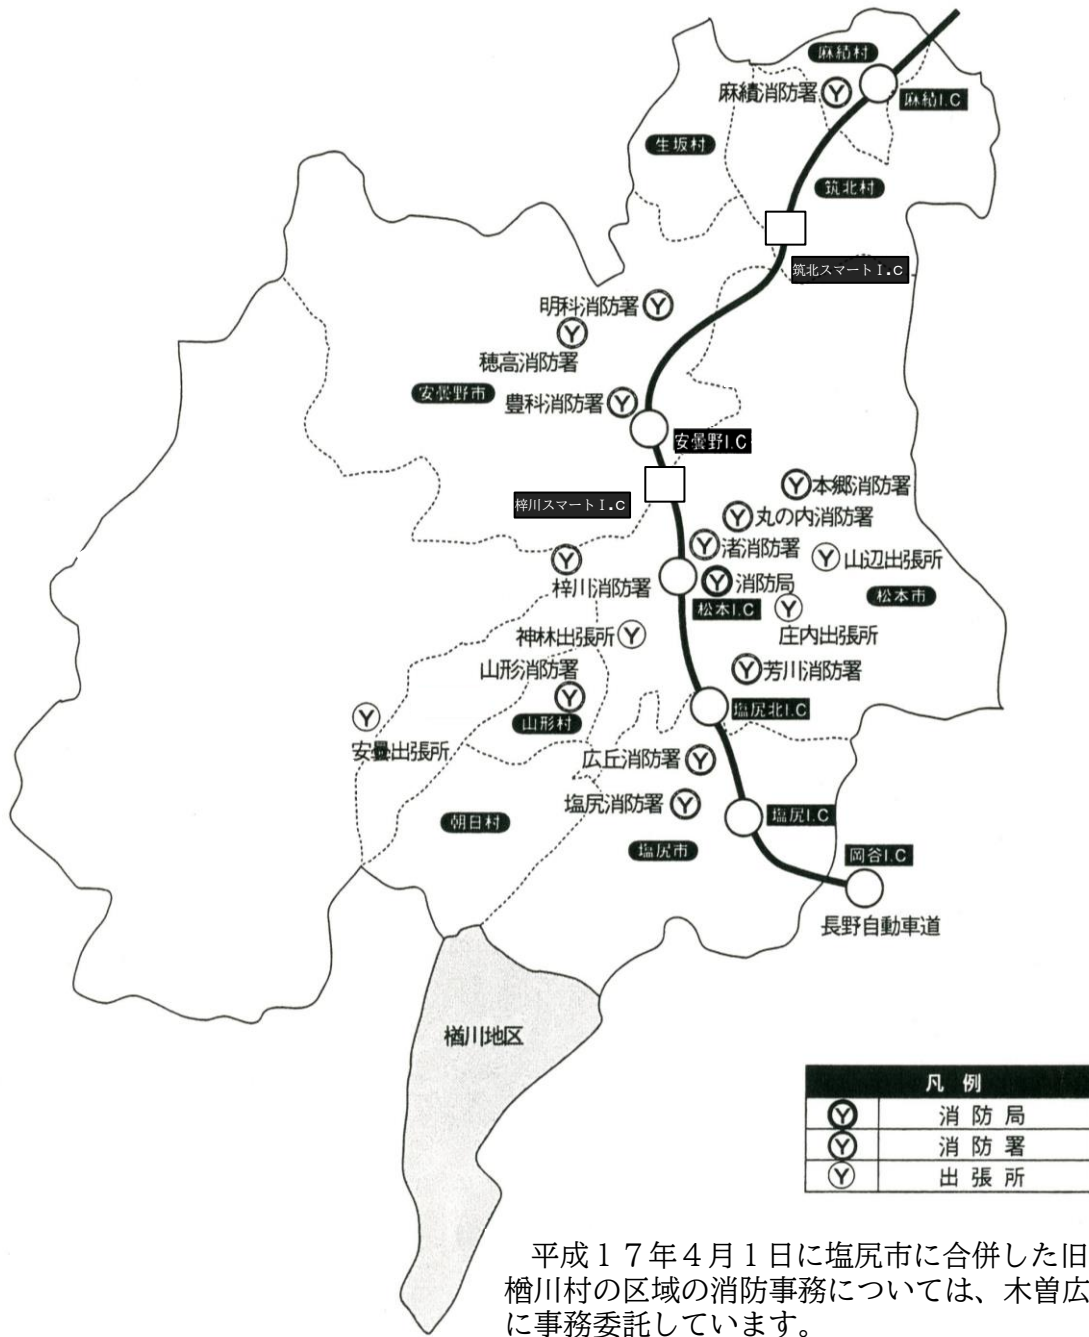 麻績村
麻績消防署
麻績I.C
生坂村
筑北村
筑北スマートI.C
明科消防署
穂高消防署
安曇野市
豊科消防署
安曇野I.C
梓川スマートI.C
本郷消防署
丸の内消防署
渚消防署
山辺出張所
梓川消防署
消防局
松本I.C
松本市
庄内出張所
神林出張所
山形消防署
芳川消防署
山形村
塩尻北I.C
安曇出張所
広丘消防署
塩尻消防署
塩尻I.C
朝日村
塩尻市
岡谷I.C
長野自動車道
楢川地区
凡例
消防局
消防署
出張所
平成17年4月1日に塩尻市に合併した旧
楢川村の区域の消防事務については、木曽広
に事務委託しています。